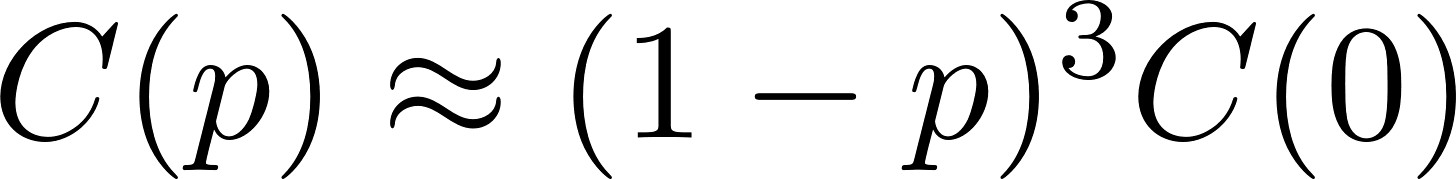 C(p) ≈ (1 − p)³C(0)